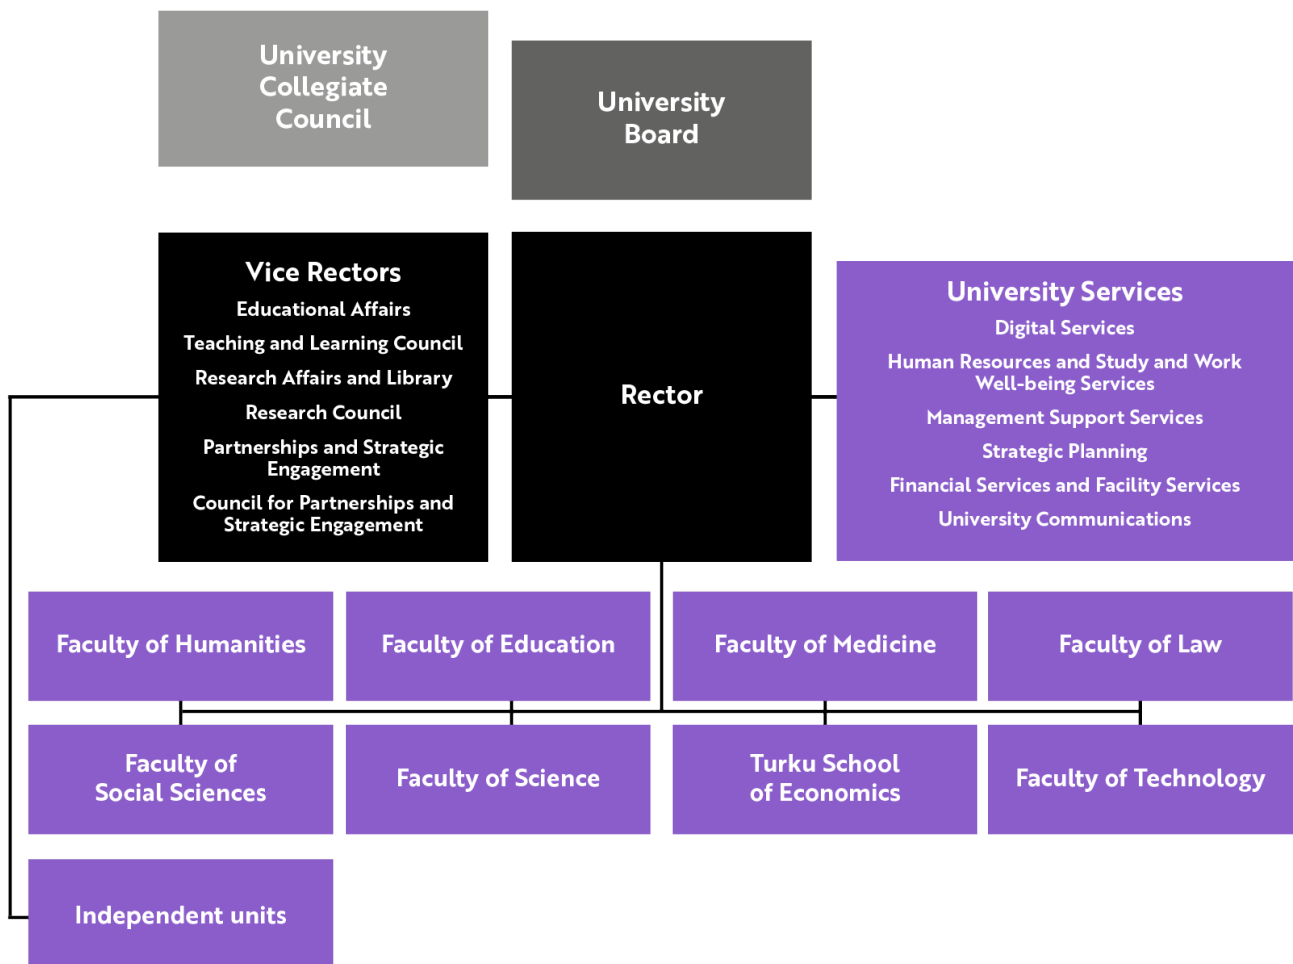 University
Collegiate
Council
University
Board
Vice Rectors
Educational Affairs
Teaching and Learning Council
Research Affairs and Library
Research Council
Partnerships and Strategic
Engagement
Council for Partnerships and
Strategic Engagement
Rector
University Services
Digital Services
Human Resources and Study and Work
Well-being Services
Management Support Services
Strategic Planning
Financial Services and Facility Services
University Communications
Faculty of Humanities
Faculty of Education
Faculty of Medicine
Faculty of Law
Faculty of
Social Sciences
Faculty of Science
Turku School
of Economics
Faculty of Technology
Independent units